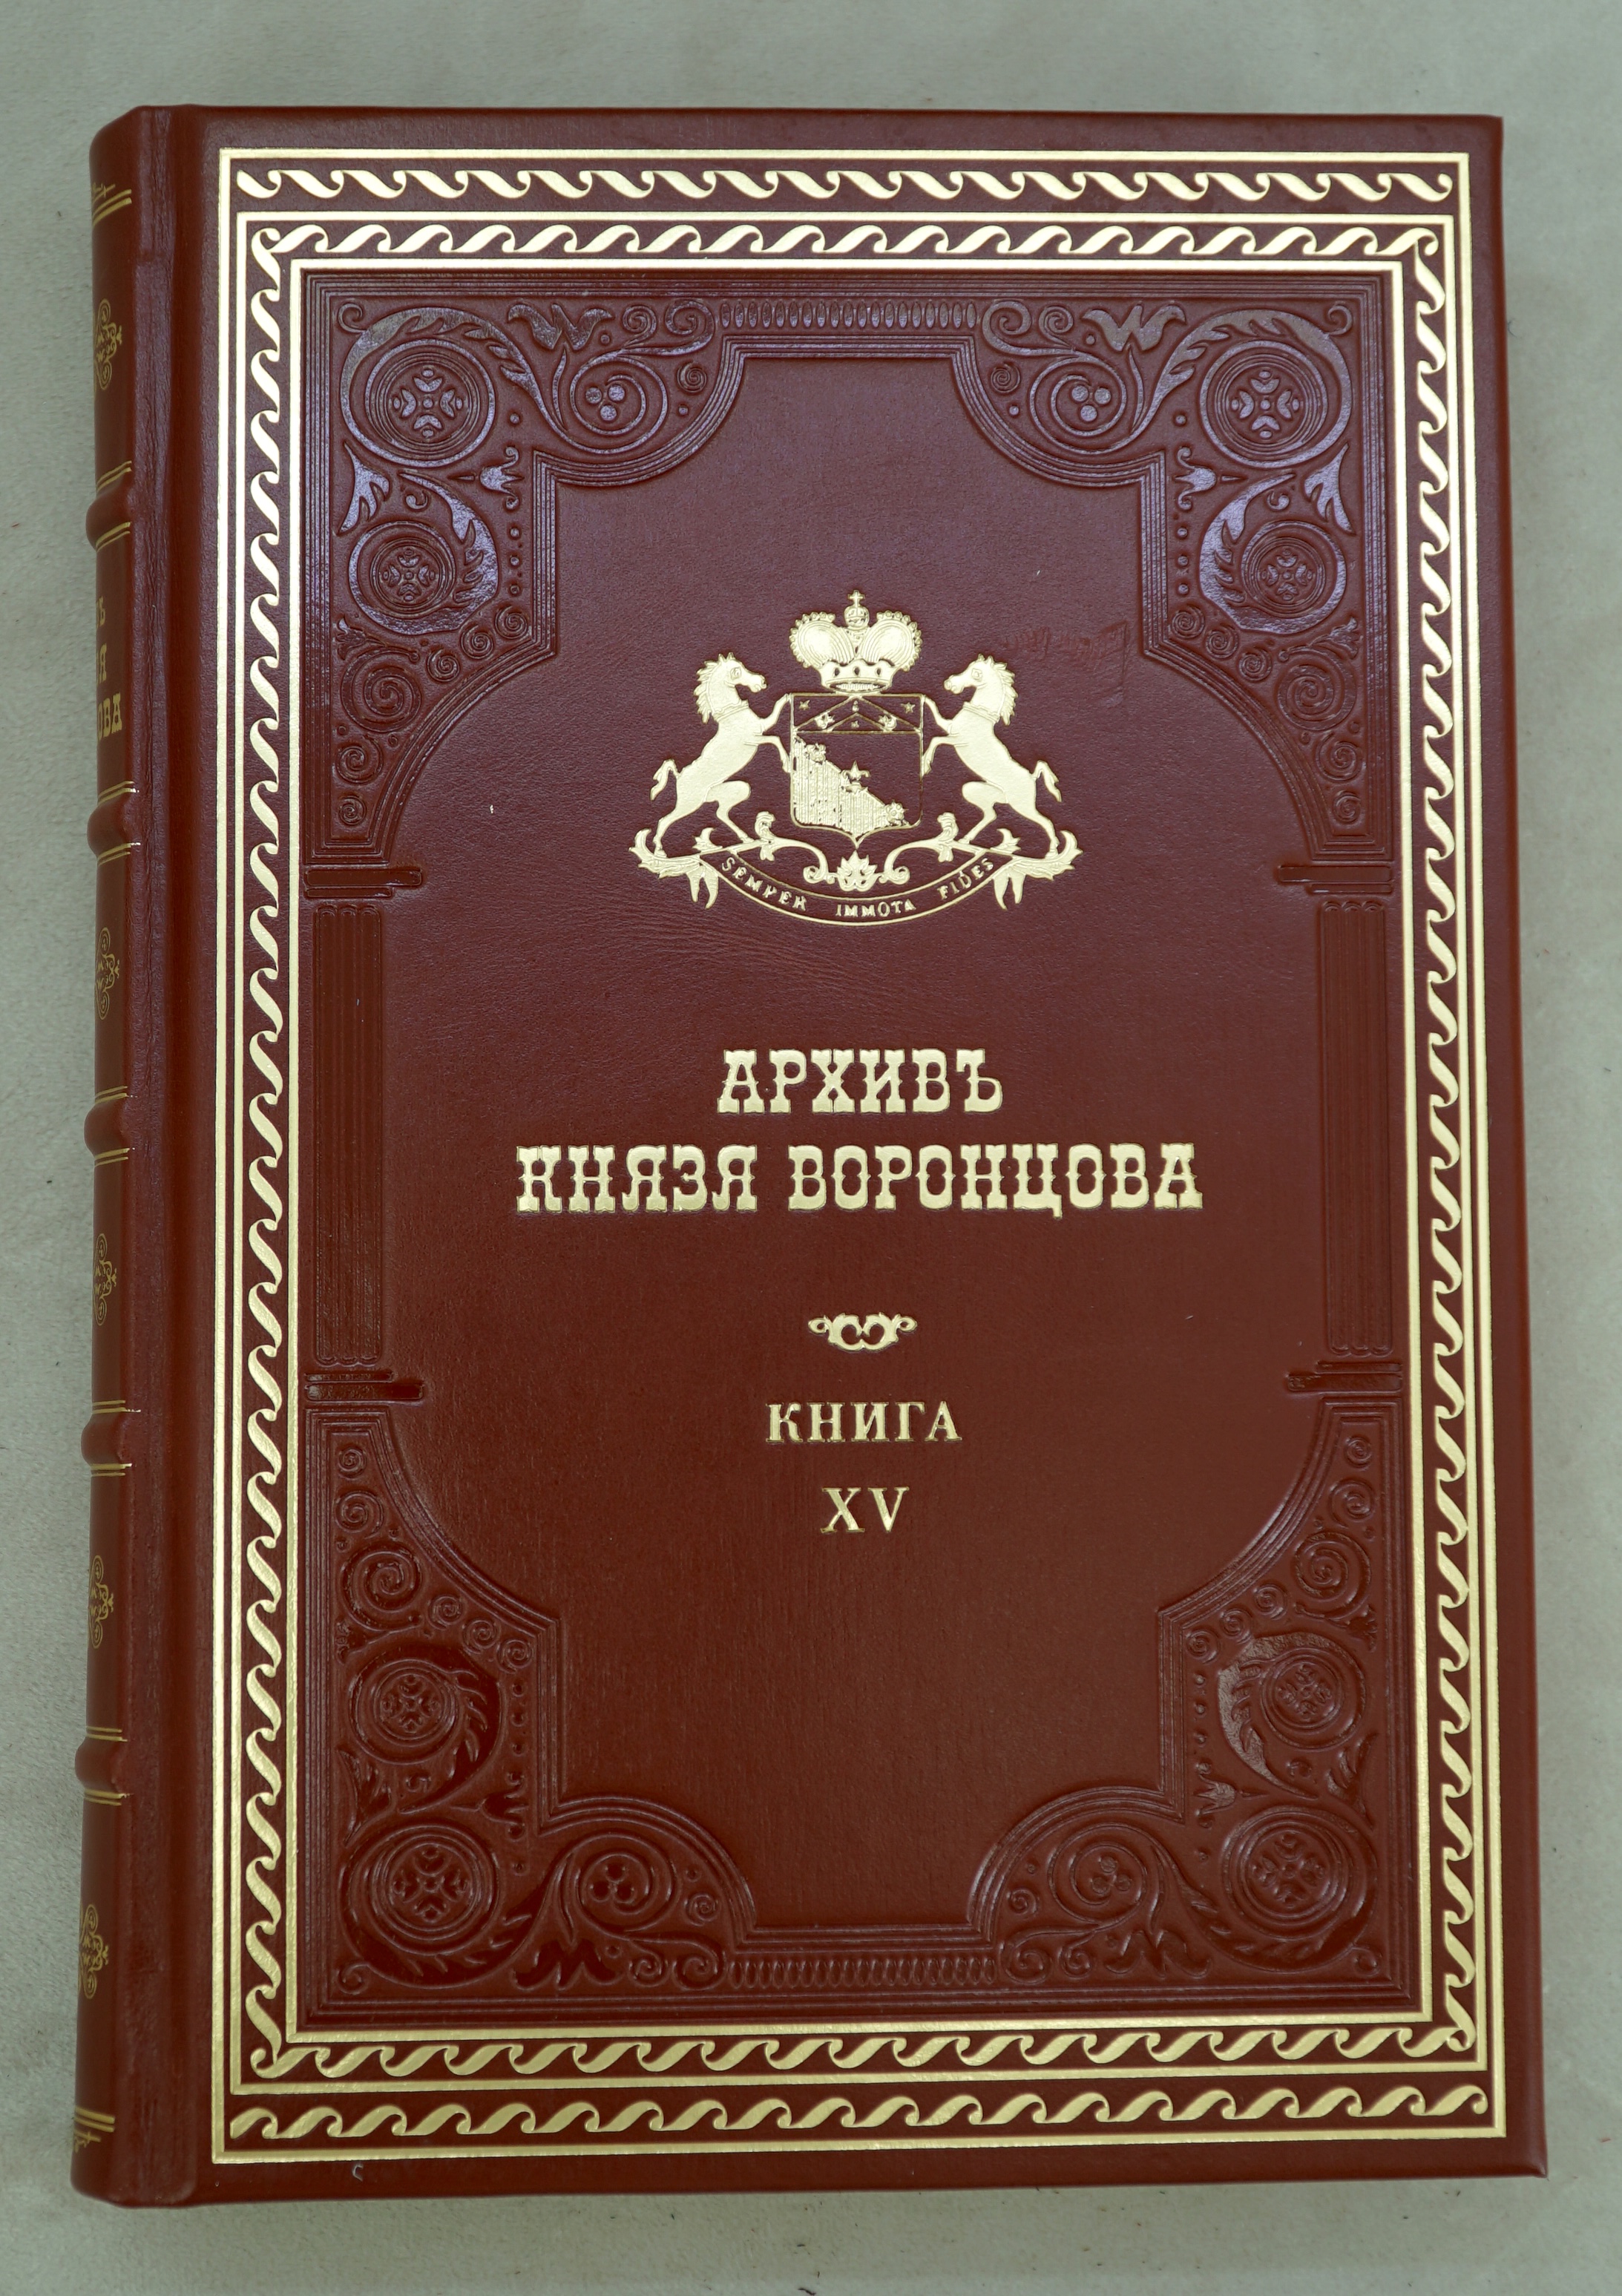 SEMPER IMMOTA FIDES
АРХИВЪ
КНЯЗЯ ВОРОНЦОВА
КНИГА
XV